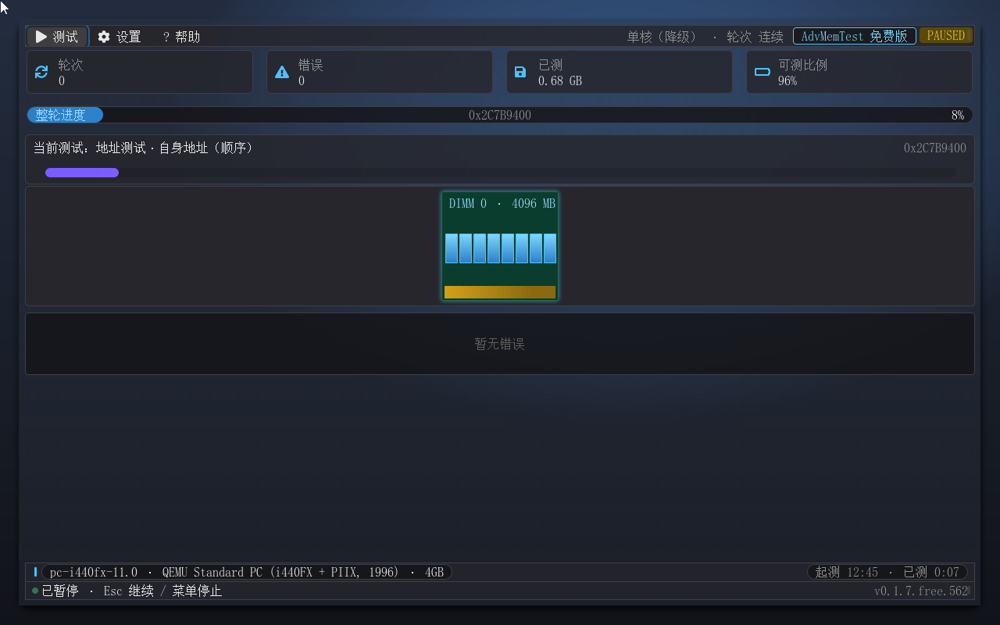 测试 设置 ? 帮助 单核（降级） · 轮次 连续 AdvMemTest 免费版 PAUSED
轮次
0
错误
0
已测
0.68 GB
可测比例
96%
整轮进度 0x2C7B9400 8%
当前测试: 地址测试 · 自身地址（顺序） 0x2C7B9400
DIMM 0 · 4096 MB
暂无错误
pc-i440fx-11.0 · QEMU Standard PC (i440FX + PIIX, 1996) · 4GB 起测 12:45 · 已测 0:07
已暂停 · Esc 继续 / 菜单停止 v0.1.7.free.562